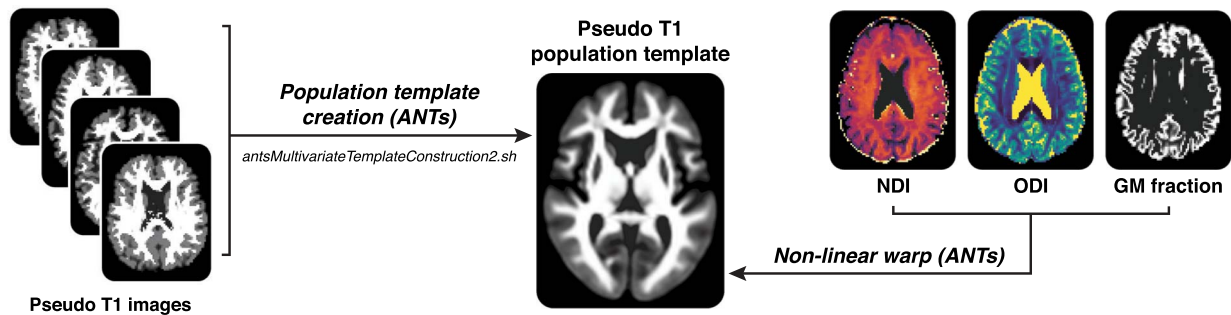 Pseudo T1 images
Population template
creation (ANTs)
antsMultivariateTemplateConstruction2.sh
Pseudo T1
population template
NDI
ODI
GM fraction
Non-linear warp (ANTs)